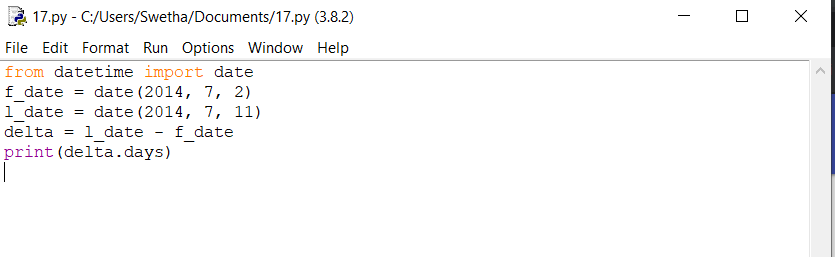 17.py - C:/Users/Swetha/Documents/17.py (3.8.2)
File Edit Format Run Options Window Help
from datetime import date
f_date = date(2014, 7, 2)
l_date = date(2014, 7, 11)
delta = l_date - f_date
print(delta.days)